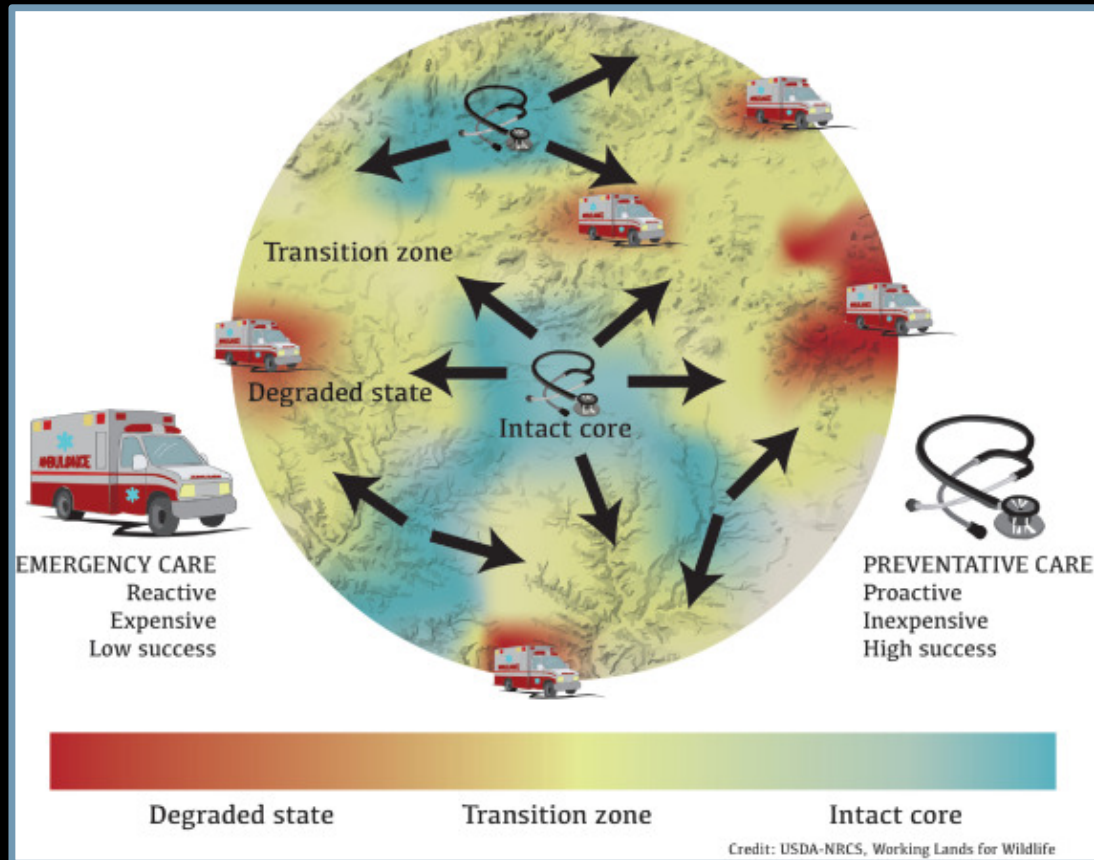 Transition zone
Degraded state
Intact core
#BULANCE
EMERGENCY CARE
Reactive
Expensive
Low success
PREVENTATIVE CARE
Proactive
Inexpensive
High success
Degraded state
Transition zone
Intact core
Credit: USDA-NRCS, Working Lands for Wildlife